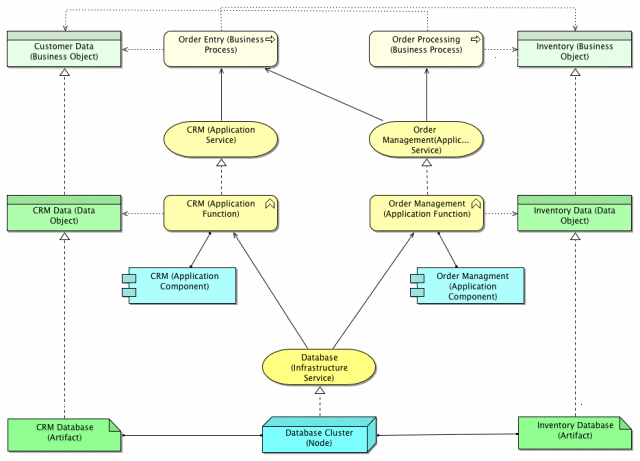 Customer Data
(Business Object)
Order Entry (Business
Process)
Order Processing
(Business Process)
Inventory (Business
Object)
CRM (Application
Service)
Order
Management(Applic...
Service)
CRM Data (Data
Object)
CRM (Application
Function)
Order Management
(Application Function)
Inventory Data (Data
Object)
CRM (Application
Component)
Order Managment
(Application
Component)
Database
(Infrastructure
Service)
CRM Database
(Artifact)
Database Cluster
(Node)
Inventory Database
(Artifact)